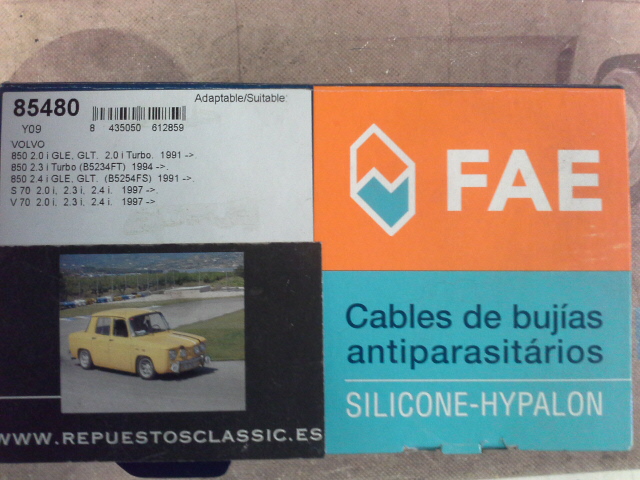 85480
Adaptable/Suitable:
Y09
8 435050 612859
VOLVO
850 2.0 i GLE, GLT. 2.0 i Turbo. 1991 ->.
850 2.3 i Turbo (B5234FT) 1994 ->.
850 2.4 i GLE, GLT. (B5254FS) 1991 ->.
S 70 2.0 i, 2.3 i, 2.4 i. 1997 ->.
V 70 2.0 i, 2.3 i, 2.4 i. 1997 ->.
FAE
Cables de bujías
antiparasitários
SILICONE-HYPALON
WWW.REPUESTOSCLASSIC.ES